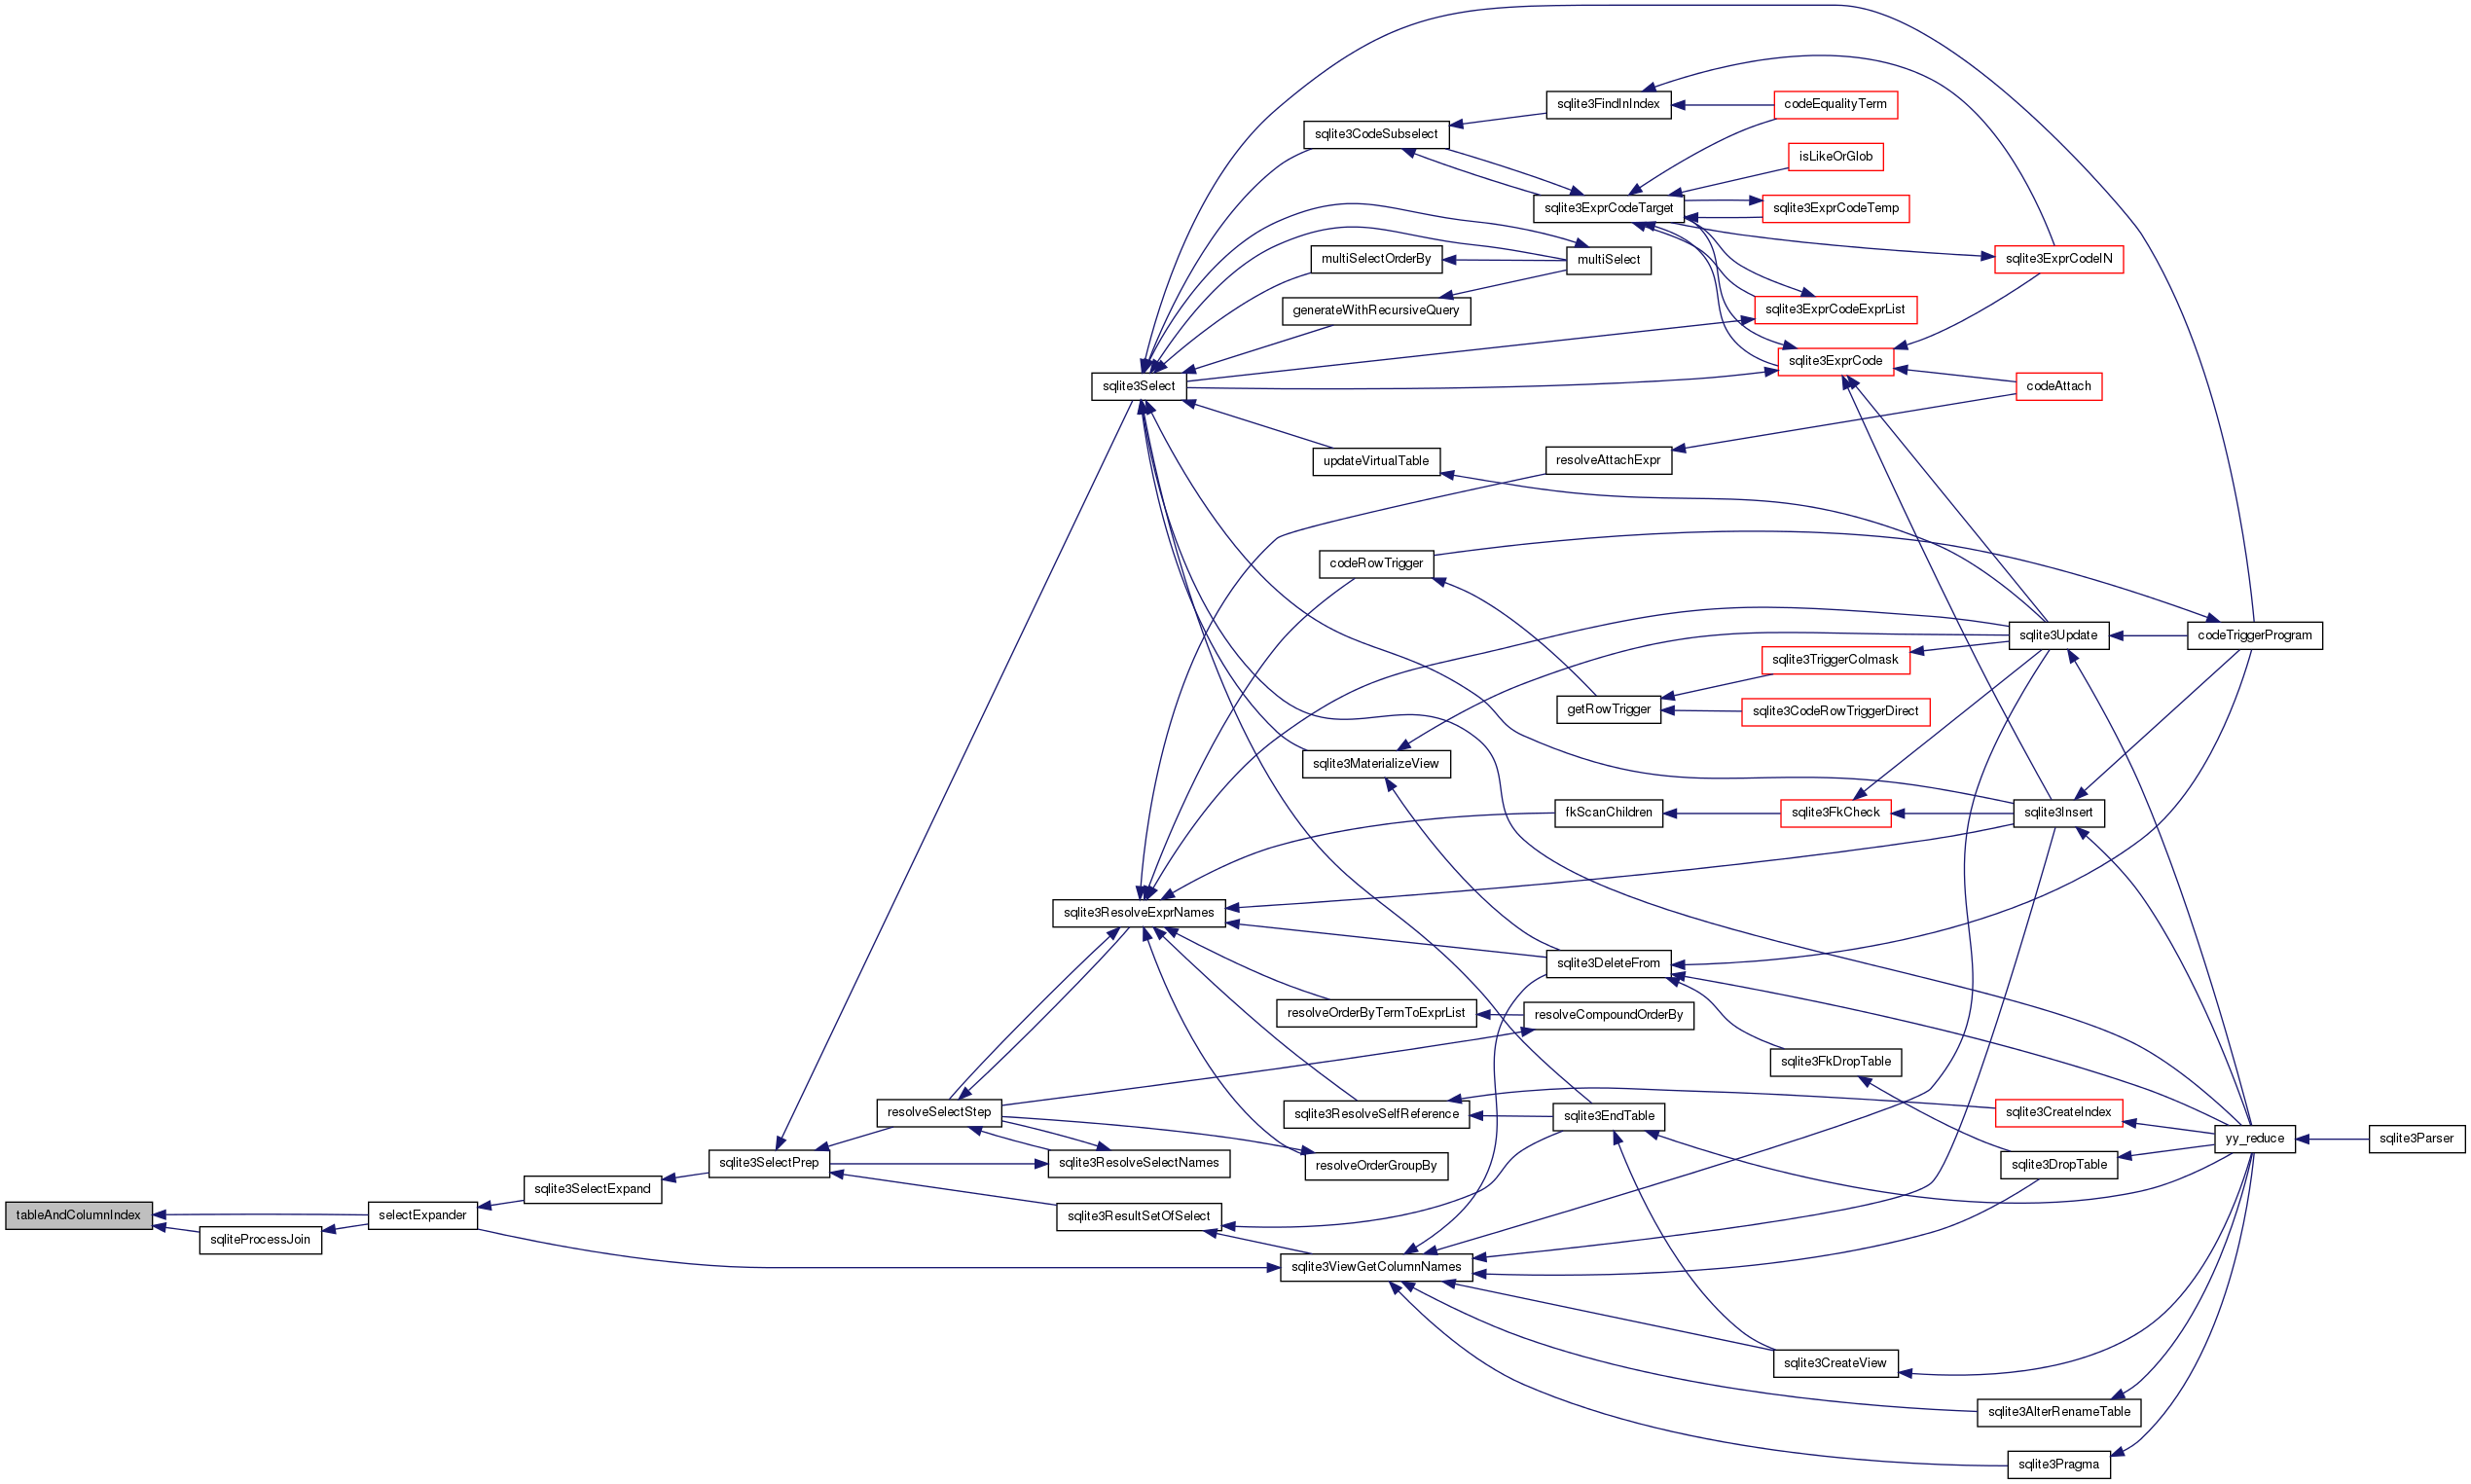 sqlite3FindInIndex
codeEqualityTerm
sqlite3CodeSubselect
isLikeOrGlob
sqlite3ExprCodeTarget
sqlite3ExprCodeTemp
multiSelectOrderBy
multiSelect
sqlite3ExprCodeIN
generateWithRecursiveQuery
sqlite3ExprCodeExprList
sqlite3ExprCode
sqlite3Select
codeAttach
updateVirtualTable
resolveAttachExpr
codeRowTrigger
sqlite3Update
codeTriggerProgram
sqlite3TriggerColmask
getRowTrigger
sqlite3CodeRowTriggerDirect
sqlite3MaterializeView
fkScanChildren
sqlite3FkCheck
sqlite3Insert
sqlite3ResolveExprNames
sqlite3DeleteFrom
resolveOrderByTermToExprList
resolveCompoundOrderBy
sqlite3FkDropTable
resolveSelectStep
sqlite3ResolveSelfReference
sqlite3EndTable
sqlite3CreateIndex
yy_reduce
sqlite3Parser
sqlite3SelectPrep
sqlite3ResolveSelectNames
resolveOrderGroupBy
sqlite3DropTable
sqlite3SelectExpand
tableAndColumnIndex
selectExpander
sqlite3ResultSetOfSelect
sqliteProcessJoin
sqlite3ViewGetColumnNames
sqlite3CreateView
sqlite3AlterRenameTable
sqlite3Pragma